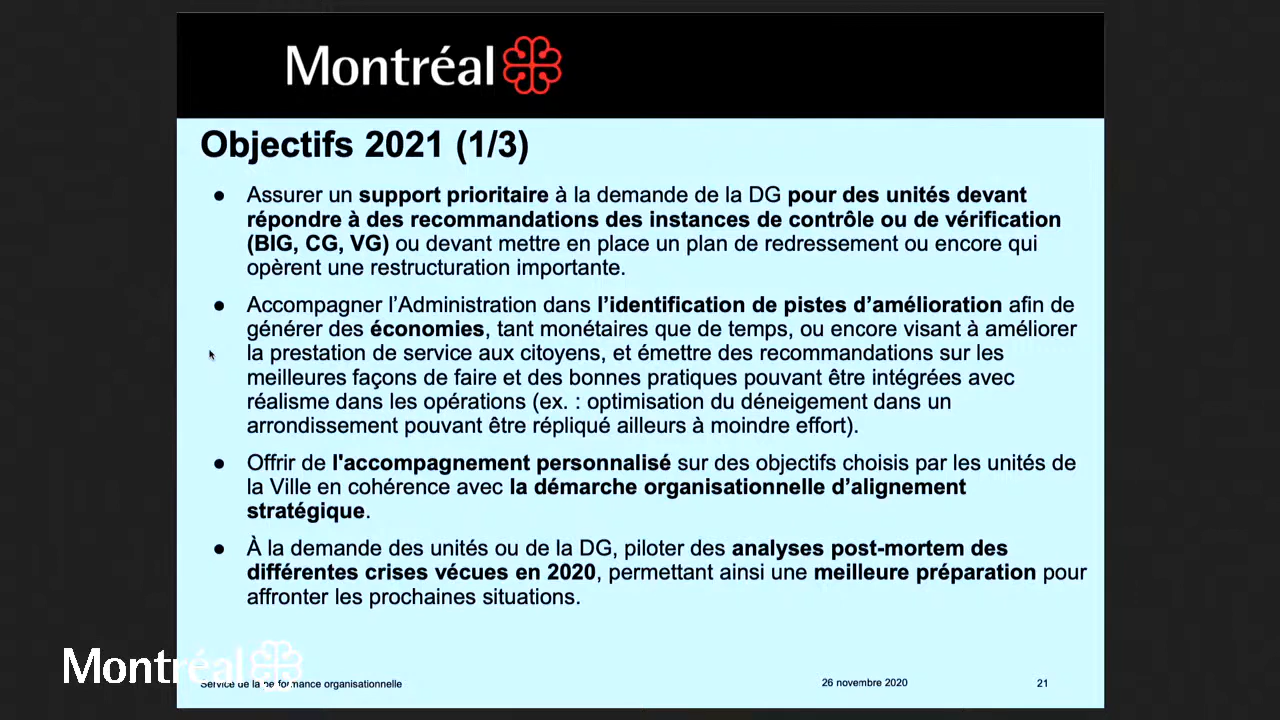 Montréal
Objectifs 2021 (1/3)
● Assurer un support prioritaire à la demande de la DG pour des unités devant
répondre à des recommandations des instances de contrôle ou de vérification
(BIG, CG, VG) ou devant mettre en place un plan de redressement ou encore qui
opèrent une restructuration importante.
● Accompagner l’Administration dans l’identification de pistes d’amélioration afin de
générer des économies, tant monétaires que de temps, ou encore visant à améliorer
la prestation de service aux citoyens, et émettre des recommandations sur les
meilleures façons de faire et des bonnes pratiques pouvant être intégrées avec
réalisme dans les opérations (ex. : optimisation du déneigement dans un
arrondissement pouvant être répliqué ailleurs à moindre effort).
● Offrir de l'accompagnement personnalisé sur des objectifs choisis par les unités de
la Ville en cohérence avec la démarche organisationnelle d’alignement
stratégique.
● À la demande des unités ou de la DG, piloter des analyses post-mortem des
différentes crises vécues en 2020, permettant ainsi une meilleure préparation pour
affronter les prochaines situations.
Montréal
Service de la performance organisationnelle 26 novembre 2020 21